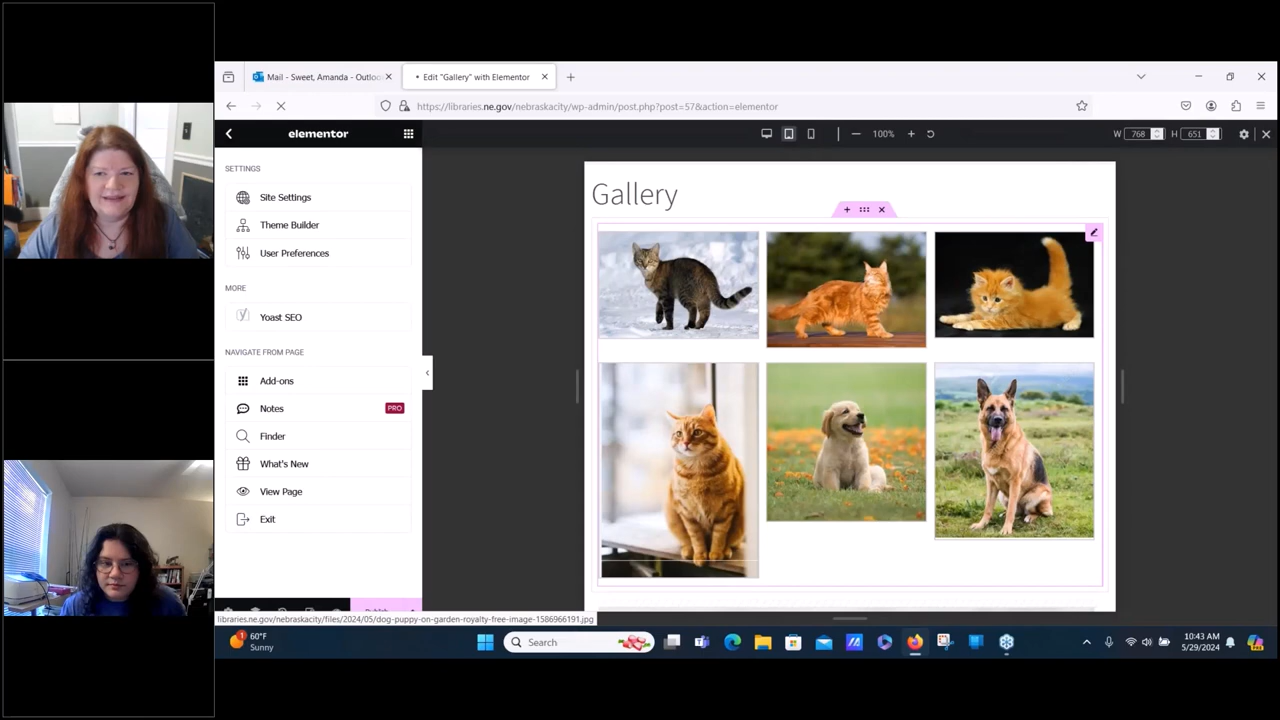 Mail - Sweet, Amanda - Outloo
Edit "Gallery" with Elementor
https://libraries.ne.gov/nebraskacity/wp-admin/post.php?post=57&action=elementor
elementor
100%
W 768
H 651
SETTINGS
Site Settings
Theme Builder
User Preferences
MORE
Yoast SEO
NAVIGATE FROM PAGE
Add-ons
Notes
PRO
Finder
What's New
View Page
Exit
Gallery
libraries.ne.gov/nebraskacity/files/2024/05/dog-puppy-on-garden-royalty-free-image-1586966191.jpg
1
60°F
Sunny
Search
10:43 AM
5/29/2024